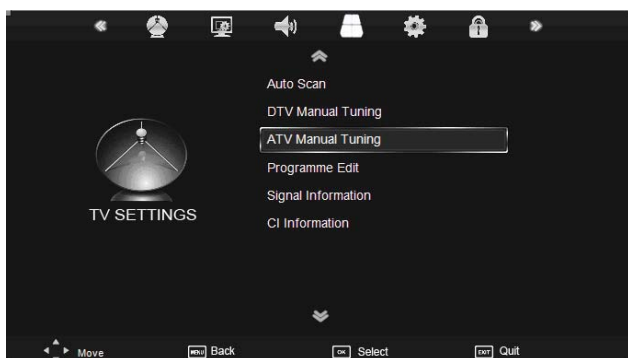 Auto Scan
DTV Manual Tuning
ATV Manual Tuning
Programme Edit
Signal Information
CI Information
TV SETTINGS
Move MENU Back OK Select EXIT Quit